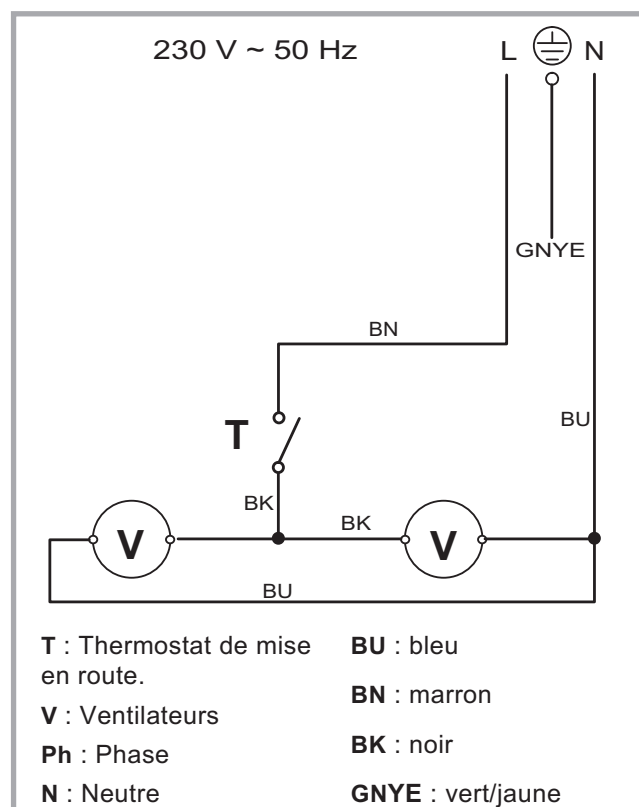 230 V ~ 50 Hz
L N
GNYE
BN
T
BU
BK
BK
V
V
BU
T : Thermostat de mise
en route.
V : Ventilateurs
Ph : Phase
N : Neutre
BU : bleu
BN : marron
BK : noir
GNYE : vert/jaune